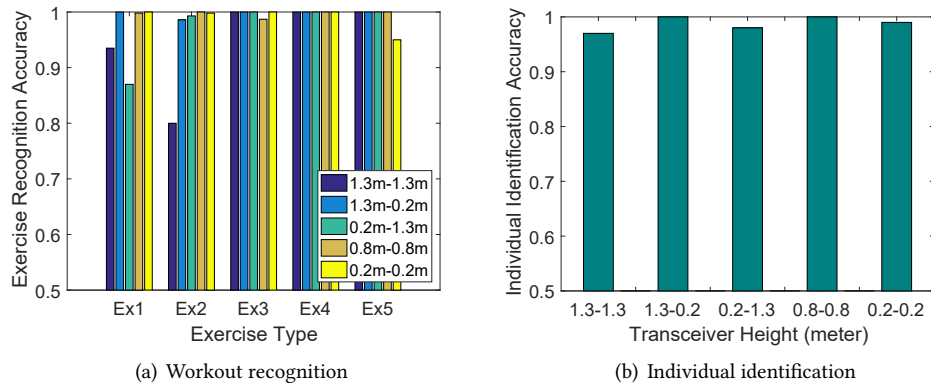 Exercise Recognition Accuracy
1
0.9
0.8
0.7
0.6
0.5
1.3m-1.3m
1.3m-0.2m
0.2m-1.3m
0.8m-0.8m
0.2m-0.2m
Ex1 Ex2 Ex3 Ex4 Ex5
Exercise Type
(a) Workout recognition
Individual Identification Accuracy
1
0.9
0.8
0.7
0.6
0.5
1.3-1.3 1.3-0.2 0.2-1.3 0.8-0.8 0.2-0.2
Transceiver Height (meter)
(b) Individual identification